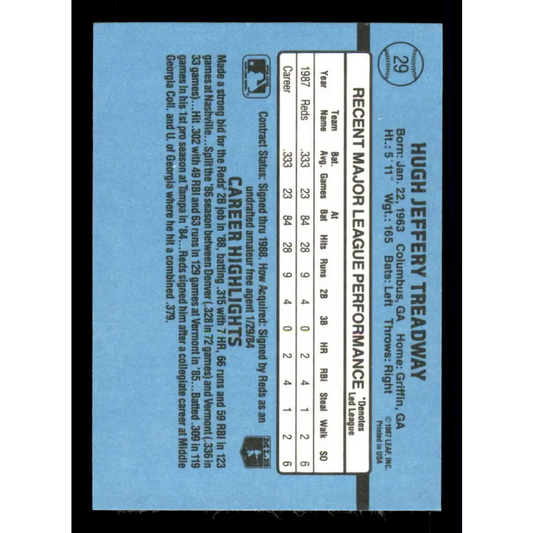 29
HUGH JEFFERY TREADWAY
Born: Jan. 22, 1963 Columbus, GA Home: Griffin, GA
Ht.: 5' 11" Wgt.: 165 Bats: Left Throws: Right
©1987 LEAF, INC.
Printed in USA
RECENT MAJOR LEAGUE PERFORMANCE
*Denotes
Led League
Year Team Name Bat. Avg. Games At Bat Hits Runs 2B 3B HR RBI Steal Walk SO
1987 Reds .333 23 84 28 9 4 0 2 4 1 2 6
Career .333 23 84 28 9 4 0 2 4 1 2 6
Contract Status: Signed thru 1988. How Acquired: Signed by Reds as an
undrafted amateur free agent 1/29/84
CAREER HIGHLIGHTS
MLB
Made a strong bid for the Reds' 2B job in '88, batting .315 with 7 HR, 66 runs and 59 RBI in 123
games at Nashville....Split the '86 season between Denver (.328 in 72 games) and Vermont (.336 in
33 games)...Hit .302 with 49 RBI and 63 runs in 129 games at Vermont in '85...Batted .309 in 119
games in his 1st pro season at Tampa in '84...Reds signed him after a collegiate career at Middle
Georgia Coll. and U. of Georgia where he hit a combined .379.